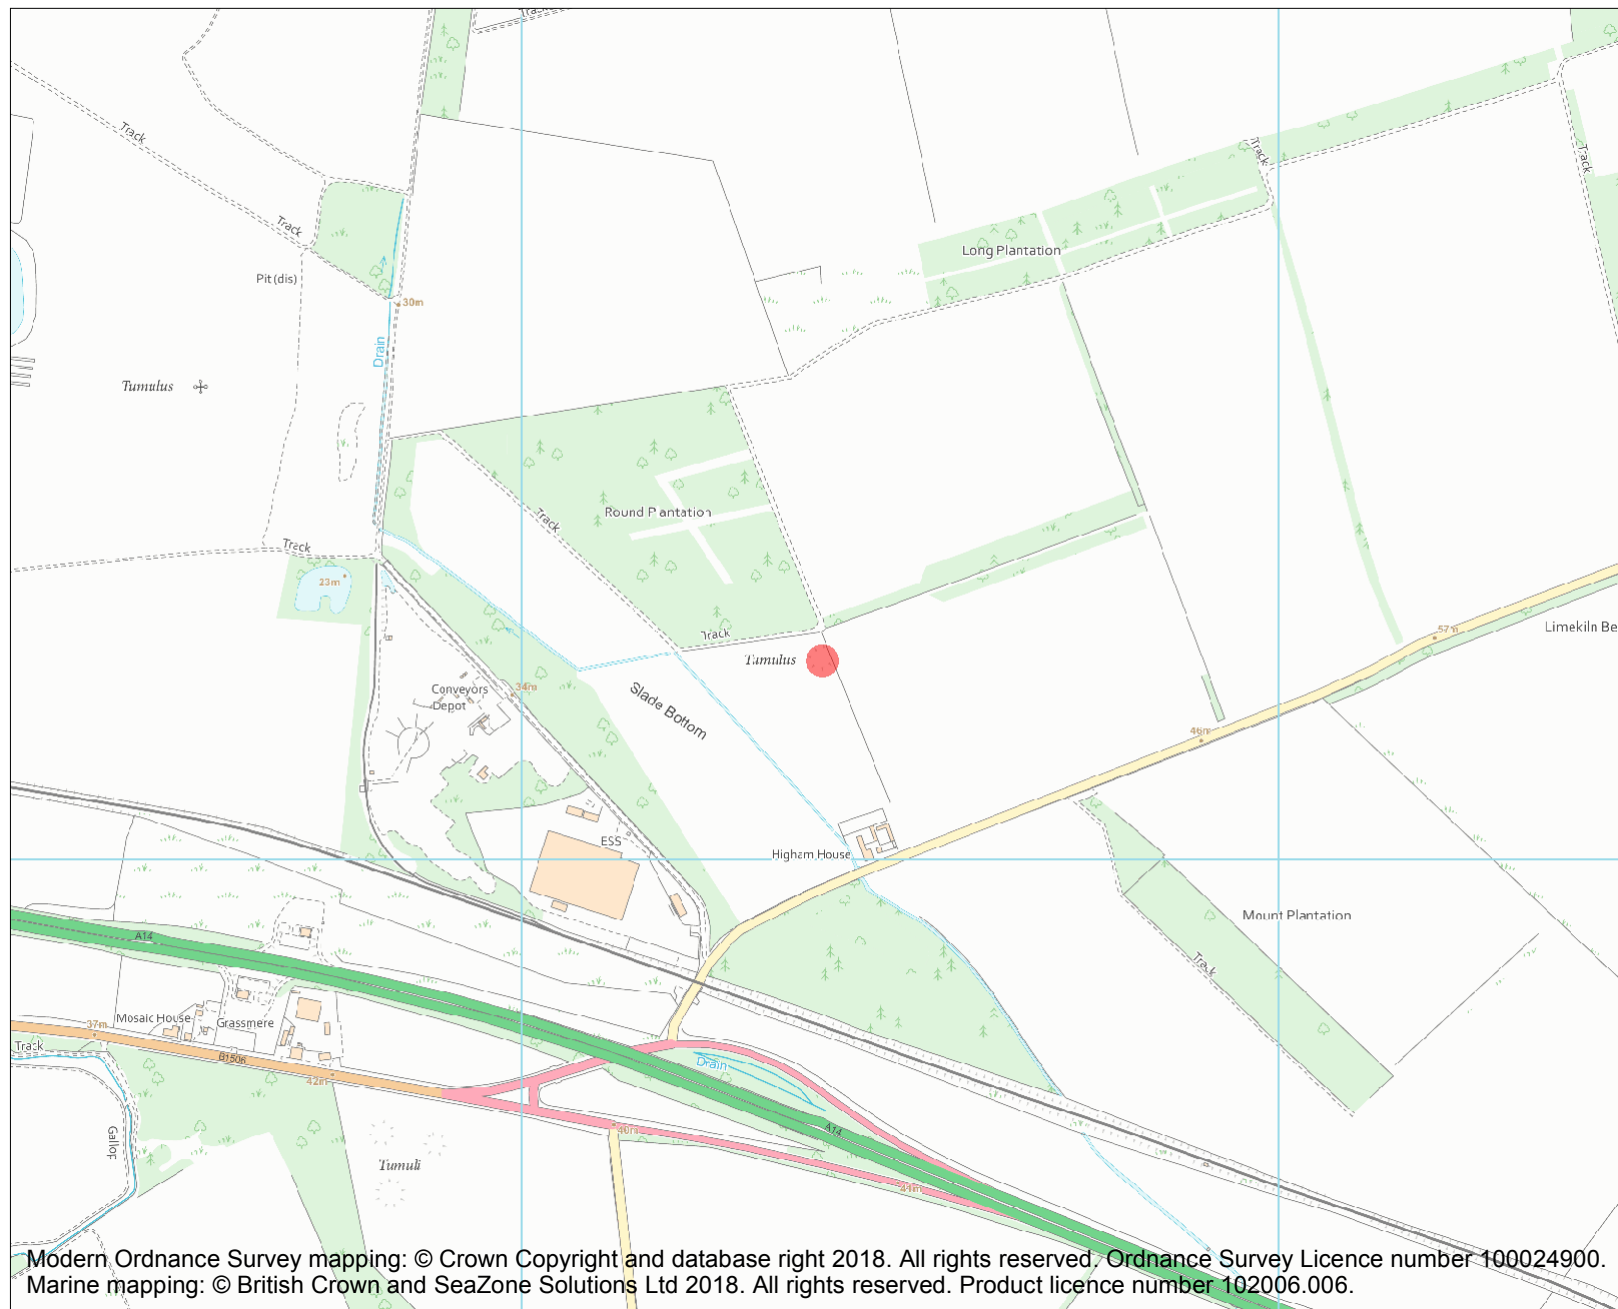 Track
Track
Track
Track
Track
Long Plantation
Pit (dis)
30m
Drain
Tumulus
Round Plantation
Track
Track
23m
Track
57m
Limekiln Be
Tumulus
Conveyors
Depot
34m
Slade Bottom
46m
ESS
Higham House
Mount Plantation
A14
Track
Mosaic House
Grassmere
37m
Track
B1506
42m
Drain
A14
40m
Gallop
Tumuli
41m
Modern Ordnance Survey mapping: © Crown Copyright and database right 2018. All rights reserved. Ordnance Survey Licence number 100024900.
Marine mapping: © British Crown and SeaZone Solutions Ltd 2018. All rights reserved. Product licence number 102006.006.